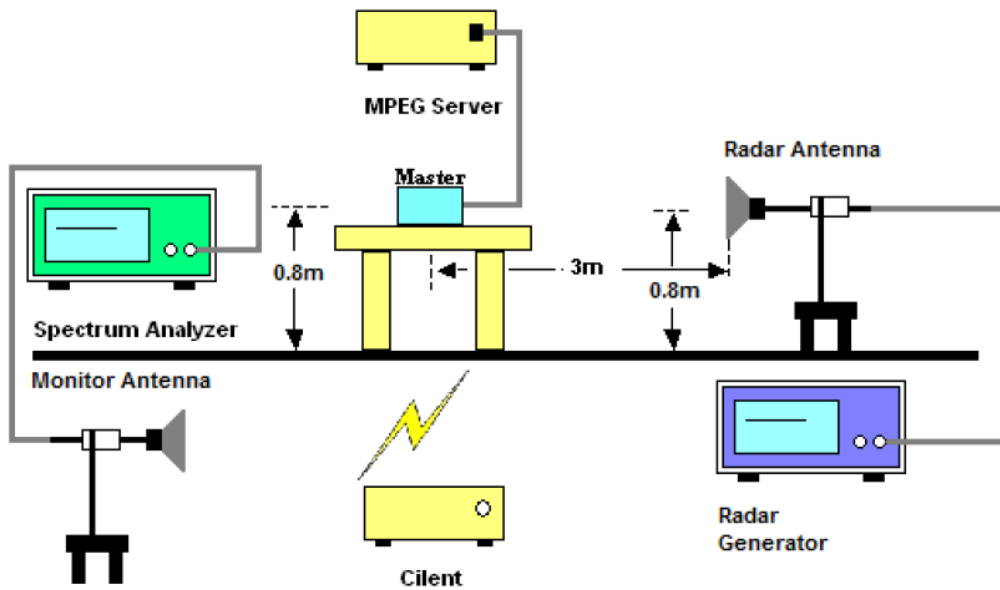 MPEG Server
Radar Antenna
Master
3m
0.8m
0.8m
Spectrum Analyzer
Monitor Antenna
Radar
Generator
Cilent